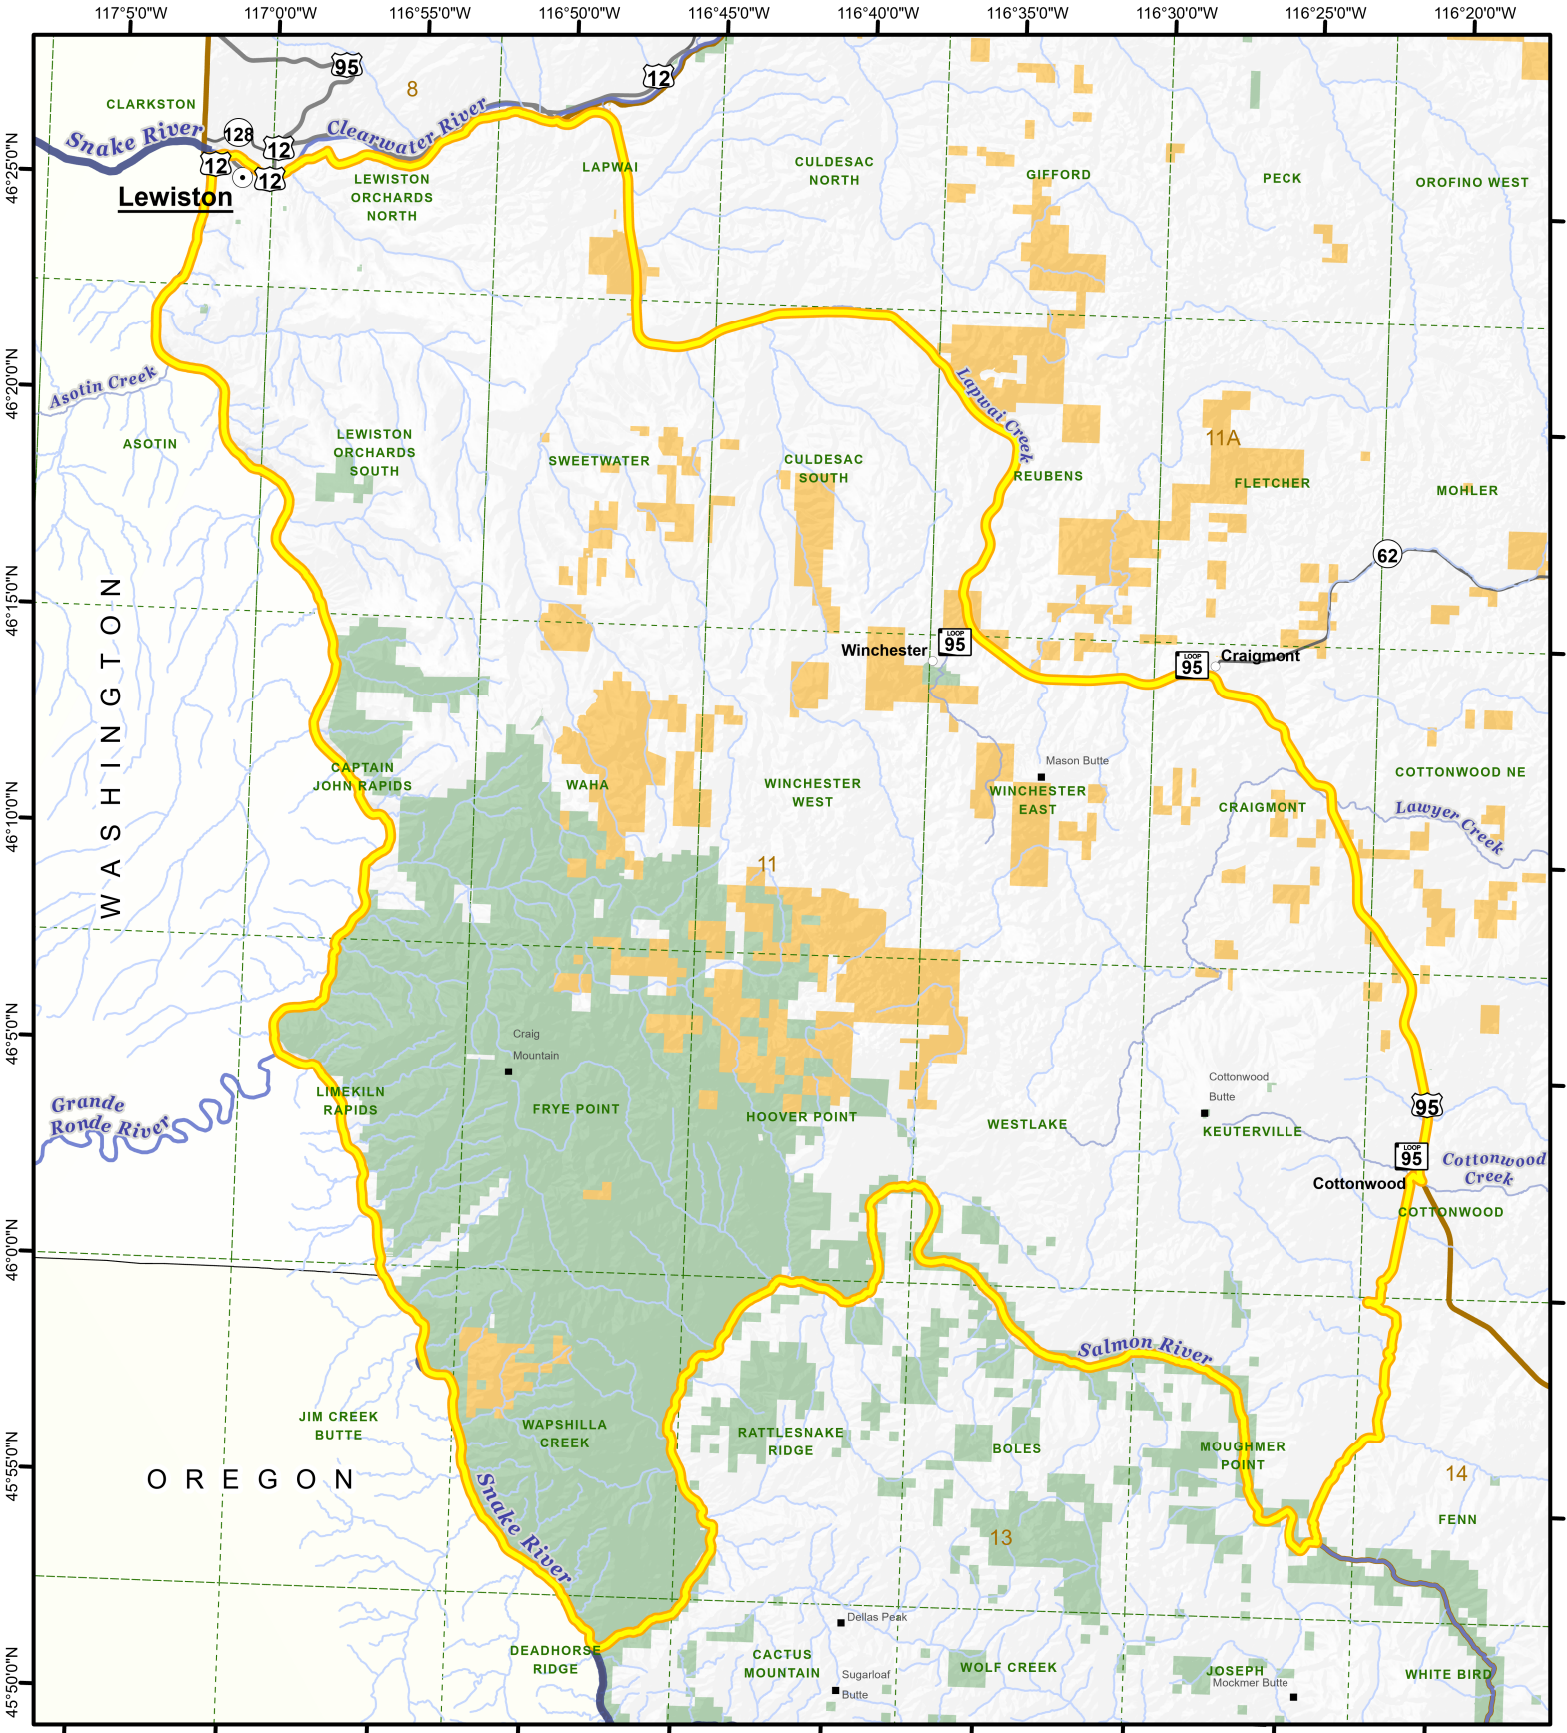 117°5'0"W
117°0'0"W
116°55'0"W
116°50'0"W
116°45'0"W
116°40'0"W
116°35'0"W
116°30'0"W
116°25'0"W
116°20'0"W
95
12
8
CLARKSTON
Snake River
128
12
Clearwater River
12
12
Lewiston
LEWISTON
ORCHARDS
NORTH
LAPWAI
CULDESAC
NORTH
GIFFORD
PECK
OROFINO WEST
46°25'0"N
46°20'0"N
Asotin Creek
ASOTIN
LEWISTON
ORCHARDS
SOUTH
SWEETWATER
CULDESAC
SOUTH
Lapwai Creek
REUBENS
11A
FLETCHER
MOHLER
62
46°15'0"N
WASHINGTON
Winchester
LOOP
95
LOOP
95
Craigmont
CAPTAIN
JOHN RAPIDS
WAHA
WINCHESTER
WEST
Mason Butte
WINCHESTER
EAST
CRAIGMONT
COTTONWOOD NE
Lawyer Creek
46°10'0"N
11
46°5'0"N
Craig
Mountain
Grande
Ronde River
LIMEKILN
RAPIDS
FRYE POINT
HOOVER POINT
WESTLAKE
Cottonwood
Butte
KEUTERVILLE
95
LOOP
95
Cottonwood
Cottonwood
Creek
COTTONWOOD
46°0'0"N
Salmon River
JIM CREEK
BUTTE
WAPSHILLA
CREEK
RATTLESNAKE
RIDGE
BOLES
MOUGHMER
POINT
14
FENN
45°55'0"N
OREGON
Snake River
13
Dellas Peak
DEADHORSE
RIDGE
CACTUS
MOUNTAIN
Sugarloaf
Butte
WOLF CREEK
JOSEPH
Mockmer Butte
WHITE BIRD
45°50'0"N